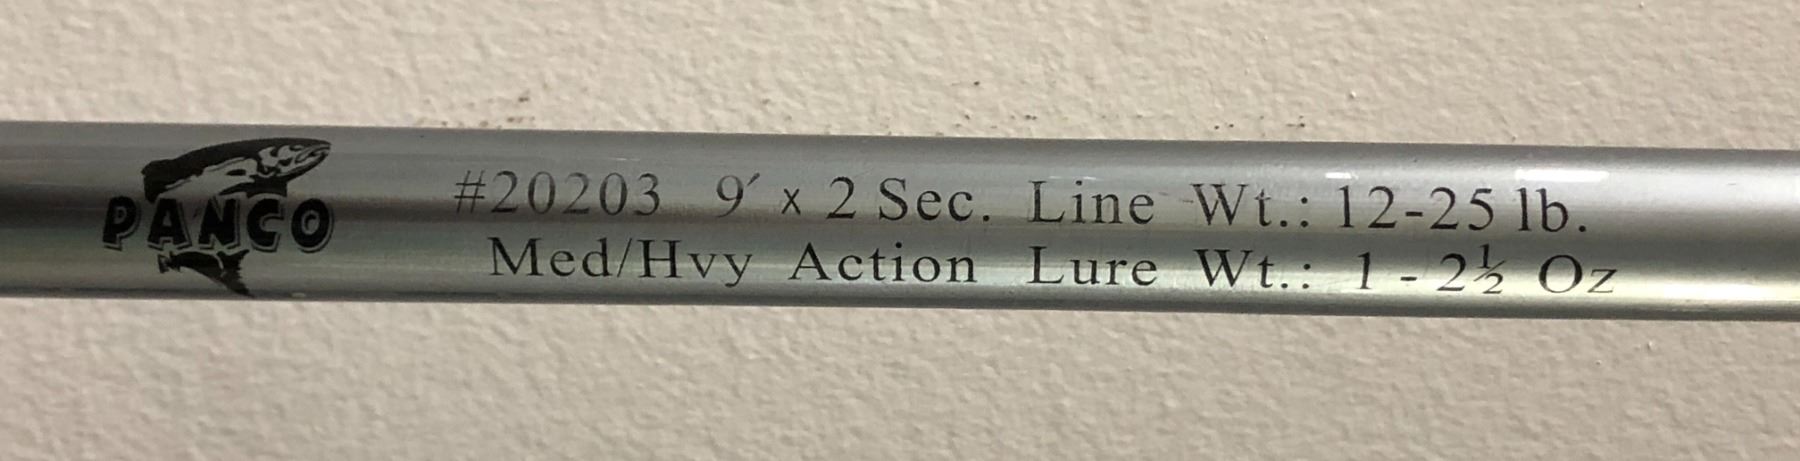 PANCO
#20203 9′ x 2 Sec. Line Wt.: 12-25 lb.
Med/Hvy Action Lure Wt.: 1 - 2½ Oz